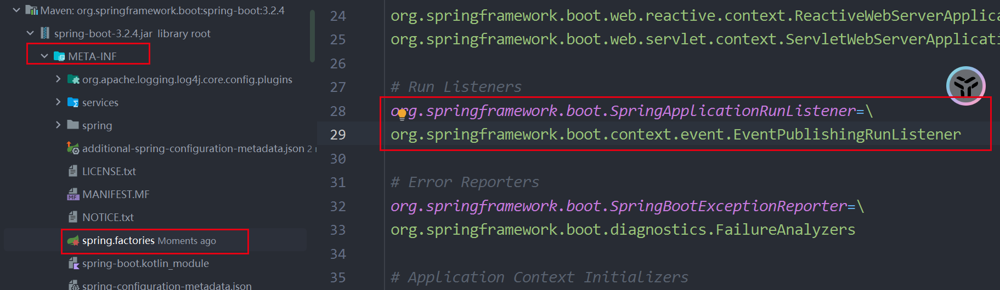 Maven: org.springframework.boot:spring-boot:3.2.4
spring-boot-3.2.4.jar library root
META-INF
org.apache.logging.log4j.core.config.plugins
services
spring
additional-spring-configuration-metadata.json 2 r
LICENSE.txt
MANIFEST.MF
NOTICE.txt
spring.factories Moments ago
spring-boot.kotlin_module
spring-configuration-metadata.json
24 org.springframework.boot.web.reactive.context.ReactiveWebServerApplica
25 org.springframework.boot.web.servlet.context.ServletWebServerApplicati
26
27 # Run Listeners
28 org.springframework.boot.SpringApplicationRunListener=\
29 org.springframework.boot.context.event.EventPublishingRunListener
30
31 # Error Reporters
32 org.springframework.boot.SpringBootExceptionReporter=\
33 org.springframework.boot.diagnostics.FailureAnalyzers
34
35 # Application Context Initializers